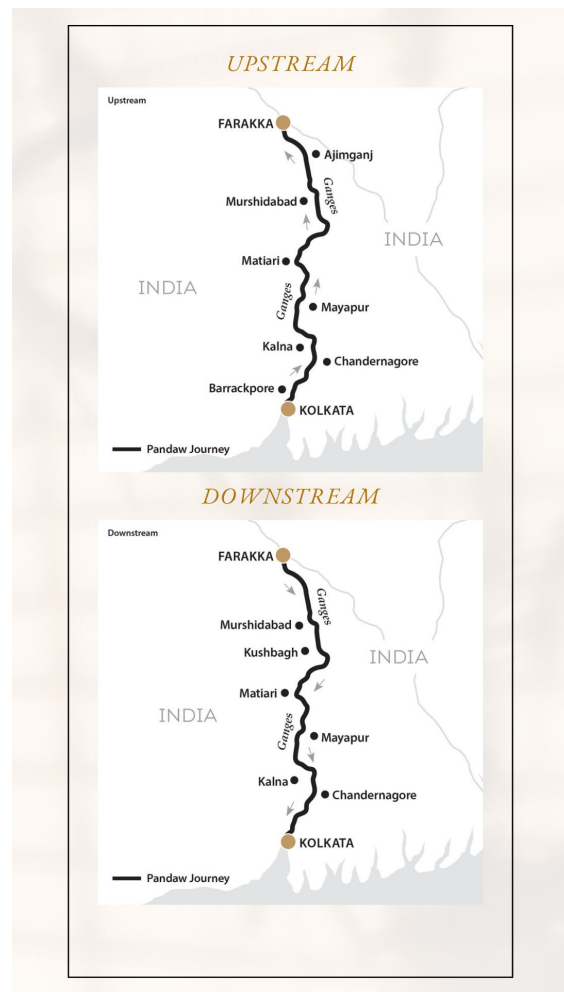 UPSTREAM
Upstream
FARAKKA
Ajimganj
Ganges
Murshidabad
INDIA
Matiari
INDIA
Ganges
Mayapur
Kalna
Chandernagore
Barrackpore
KOLKATA
Pandaw Journey
DOWNSTREAM
Downstream
FARAKKA
Ganges
Murshidabad
Kushbagh
INDIA
Matiari
INDIA
Ganges
Mayapur
Kalna
Chandernagore
KOLKATA
Pandaw Journey